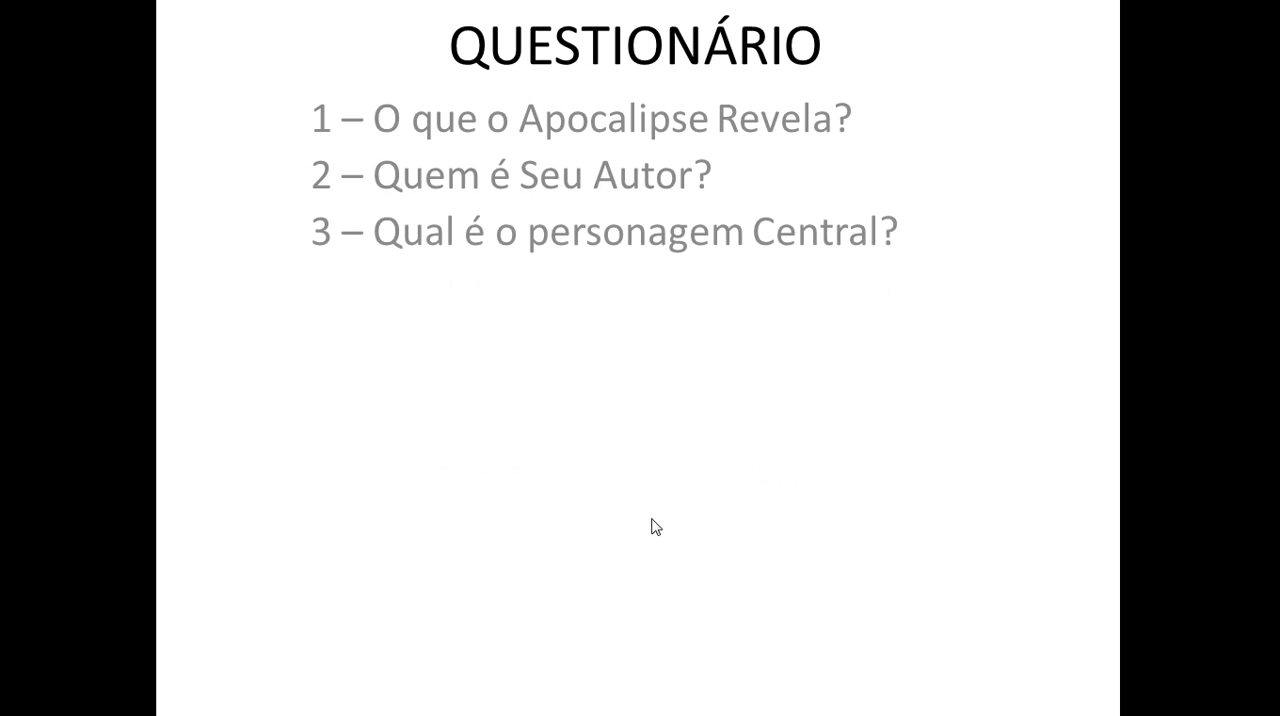 QUESTIONÁRIO
1 – O que o Apocalipse Revela?
2 – Quem é Seu Autor?
3 – Qual é o personagem Central?